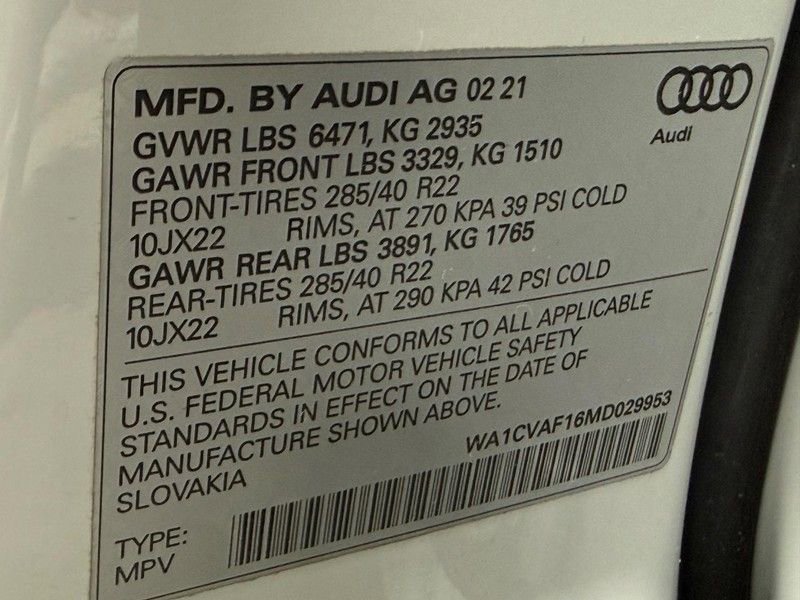 MFD. BY AUDI AG 02 21
Audi
GVWR LBS 6471, KG 2935
GAWR FRONT LBS 3329, KG 1510
FRONT-TIRES 285/40 R22
10JX22 RIMS, AT 270 KPA 39 PSI COLD
GAWR REAR LBS 3891, KG 1765
REAR-TIRES 285/40 R22
10JX22 RIMS, AT 290 KPA 42 PSI COLD
THIS VEHICLE CONFORMS TO ALL APPLICABLE
U.S. FEDERAL MOTOR VEHICLE SAFETY
STANDARDS IN EFFECT ON THE DATE OF
MANUFACTURE SHOWN ABOVE.
SLOVAKIA
WA1CVAF16MD029953
TYPE:
MPV